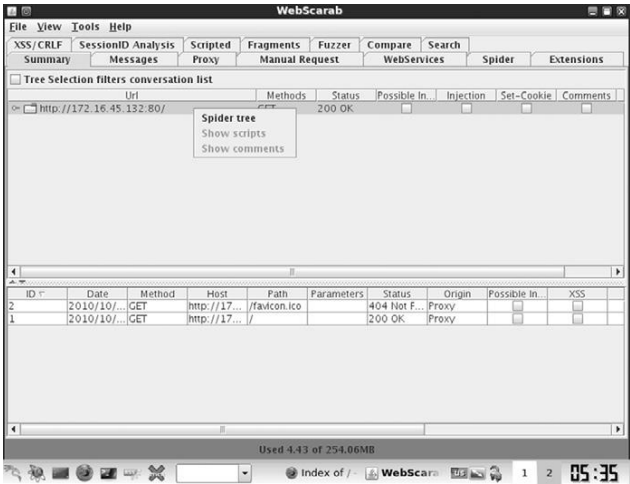 WebScarab
File View Tools Help
XSS/CRLF SessionID Analysis Scripted Fragments Fuzzer Compare Search
Summary Messages Proxy Manual Request WebServices Spider Extensions
Tree Selection filters conversation list
Url Methods Status Possible In... Injection Set-Cookie Comments
http://172.16.45.132:80/ GET 200 OK
Spider tree
Show scripts
Show comments
ID Date Method Host Path Parameters Status Origin Possible In... XSS
2 2010/10/... GET http://17... /favicon.ico 404 Not F... Proxy
1 2010/10/... GET http://17... / 200 OK Proxy
Used 4.43 of 254.06MB
Index of / - WebScara US 1 2 05:35